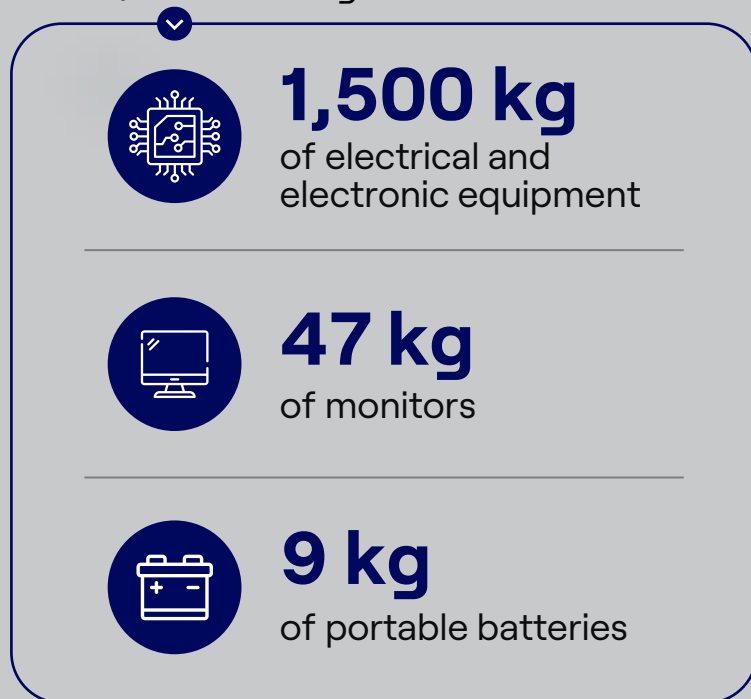 1,500 kg
of electrical and
electronic equipment
47 kg
of monitors
9 kg
of portable batteries